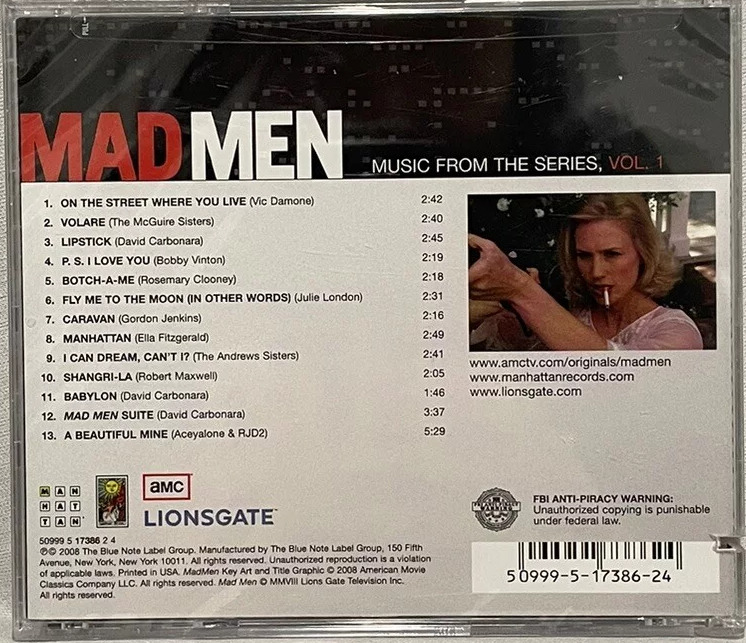 PULL
MAD MEN
MUSIC FROM THE SERIES, VOL. 1
1. ON THE STREET WHERE YOU LIVE (Vic Damone) 2:42
2. VOLARE (The McGuire Sisters) 2:40
3. LIPSTICK (David Carbonara) 2:45
4. P. S. I LOVE YOU (Bobby Vinton) 2:19
5. BOTCH-A-ME (Rosemary Clooney) 2:18
6. FLY ME TO THE MOON (IN OTHER WORDS) (Julie London) 2:31
7. CARAVAN (Gordon Jenkins) 2:16
8. MANHATTAN (Ella Fitzgerald) 2:49
9. I CAN DREAM, CAN'T I? (The Andrews Sisters) 2:41
10. SHANGRI-LA (Robert Maxwell) 2:05
11. BABYLON (David Carbonara) 1:46
12. MAD MEN SUITE (David Carbonara) 3:37
13. A BEAUTIFUL MINE (Aceyalone & RJD2) 5:29
www.amctv.com/originals/madmen
www.manhattanrecords.com
www.lionsgate.com
MAN
HAT
TAN
amc
LIONSGATE
FBI ANTI-PIRACY WARNING:
Unauthorized copying is punishable
under federal law.
50999 5 17386 2 4
℗© 2008 The Blue Note Label Group. Manufactured by The Blue Note Label Group, 150 Fifth
Avenue, New York, New York 10011. All rights reserved. Unauthorized reproduction is a violation
of applicable laws. Printed in USA. MadMen Key Art and Title Graphic © 2008 American Movie
Classics Company LLC. All rights reserved. Mad Men © MMVIII Lions Gate Television Inc.
All rights reserved.
5 0999-5-17386-24